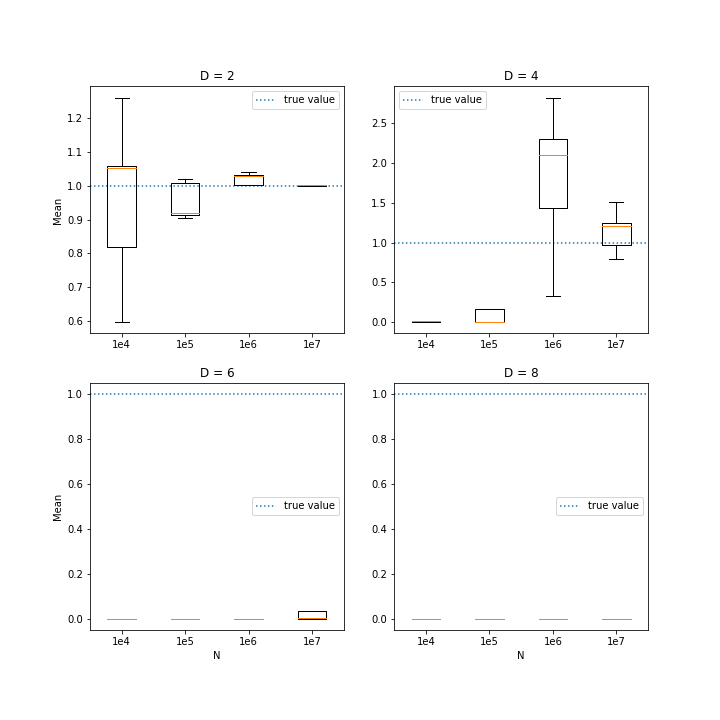 D = 2
true value
1.2
1.1
1.0
0.9
0.8
0.7
0.6
Mean
1e4 1e5 1e6 1e7
D = 4
true value
2.5
2.0
1.5
1.0
0.5
0.0
1e4 1e5 1e6 1e7
D = 6
1.0
0.8
0.6
0.4
0.2
0.0
Mean
true value
1e4 1e5 1e6 1e7
N
D = 8
1.0
0.8
0.6
0.4
0.2
0.0
true value
1e4 1e5 1e6 1e7
N